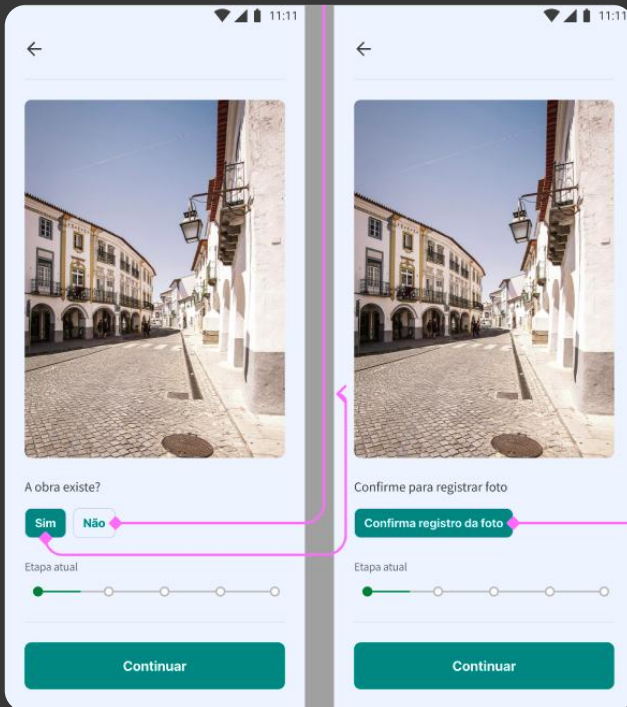 11:11
A obra existe?
Sim
Não
Etapa atual
Continuar
11:11
Confirme para registrar foto
Confirma registro da foto
Etapa atual
Continuar